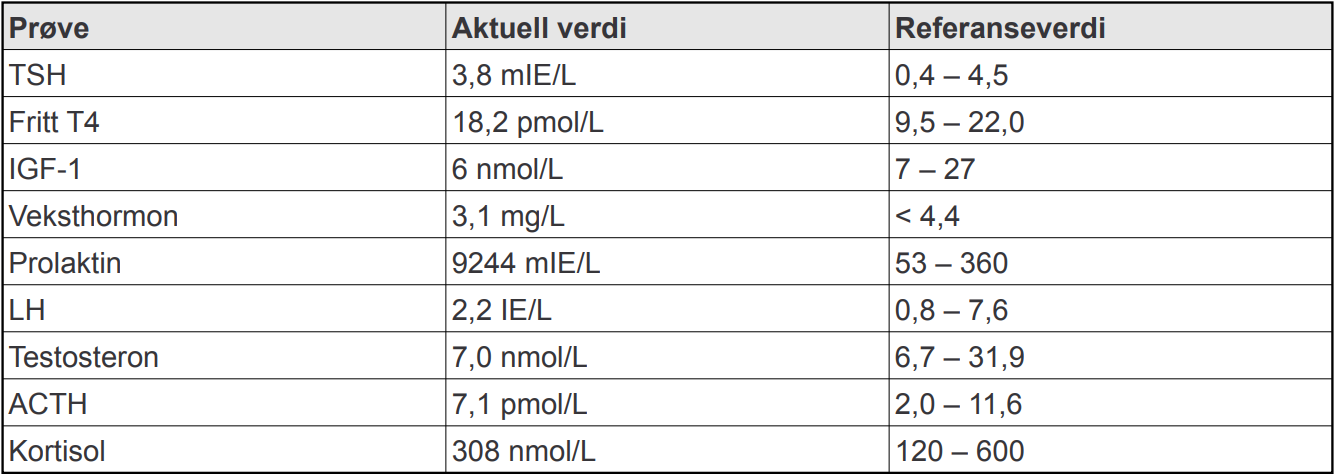 Prøve Aktuell verdi Referanseverdi
TSH 3,8 mIE/L 0,4 – 4,5
Fritt T4 18,2 pmol/L 9,5 – 22,0
IGF-1 6 nmol/L 7 – 27
Veksthormon 3,1 mg/L < 4,4
Prolaktin 9244 mIE/L 53 – 360
LH 2,2 IE/L 0,8 – 7,6
Testosteron 7,0 nmol/L 6,7 – 31,9
ACTH 7,1 pmol/L 2,0 – 11,6
Kortisol 308 nmol/L 120 – 600